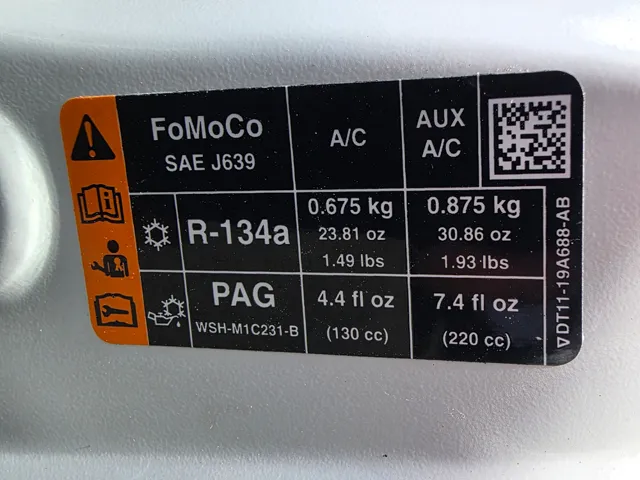 FoMoCo
SAE J639
A/C
AUX
A/C
R-134a
0.675 kg
23.81 oz
1.49 lbs
0.875 kg
30.86 oz
1.93 lbs
PAG
WSH-M1C231-B
4.4 fl oz
(130 cc)
7.4 fl oz
(220 cc)
VDT11-19A688-AB